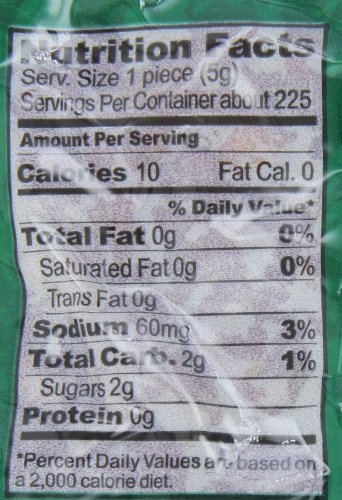 Nutrition Facts
Serv. Size 1 piece (5g)
Servings Per Container about 225
Amount Per Serving
Calories 10 Fat Cal. 0
% Daily Value*
Total Fat 0g 0%
Saturated Fat 0g 0%
Trans Fat 0g
Sodium 60mg 3%
Total Carb. 2g 1%
Sugars 2g
Protein 0g
*Percent Daily Values are based on
a 2,000 calorie diet.